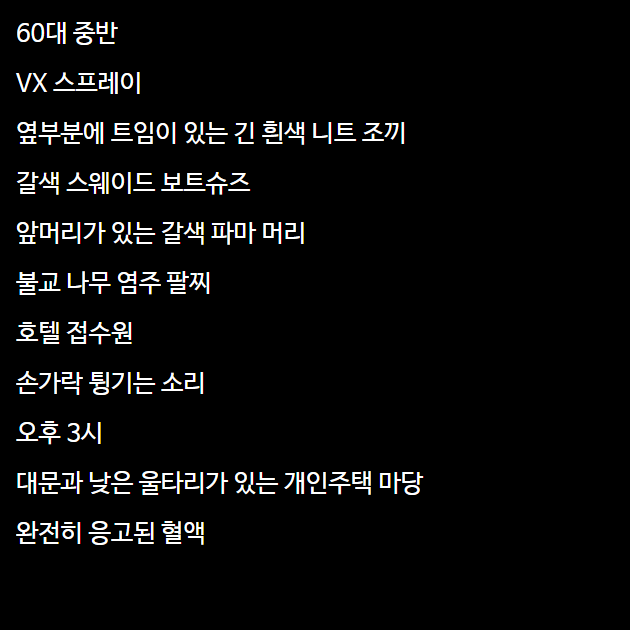 60대 중반
VX 스프레이
옆부분에 트임이 있는 긴 흰색 니트 조끼
갈색 스웨이드 보트슈즈
앞머리가 있는 갈색 파마 머리
불교 나무 염주 팔찌
호텔 접수원
손가락 튕기는 소리
오후 3시
대문과 낮은 울타리가 있는 개인주택 마당
완전히 응고된 혈액